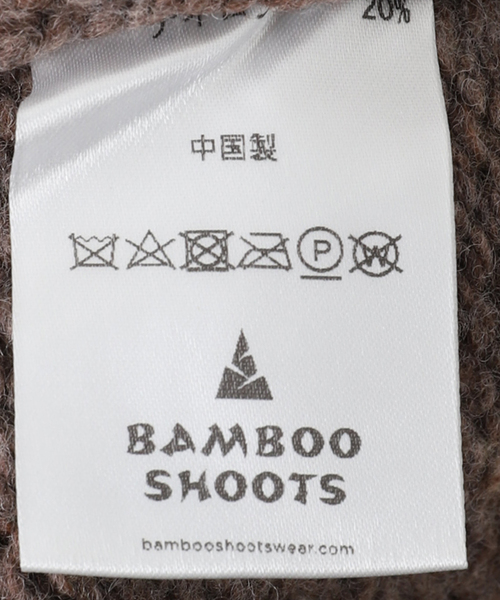 20%
中国製
P W
BAMBOO
SHOOTS
bambooshootswear.com